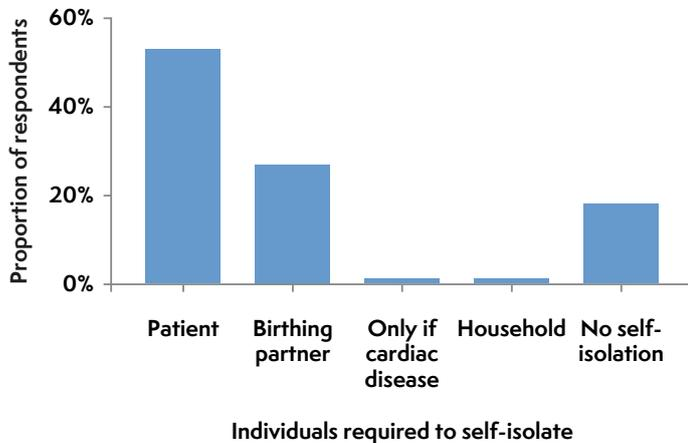 Proportion of respondents
60%
40%
20%
0%
Patient
Birthing
partner
Only if
cardiac
disease
Household
No self-
isolation
Individuals required to self-isolate